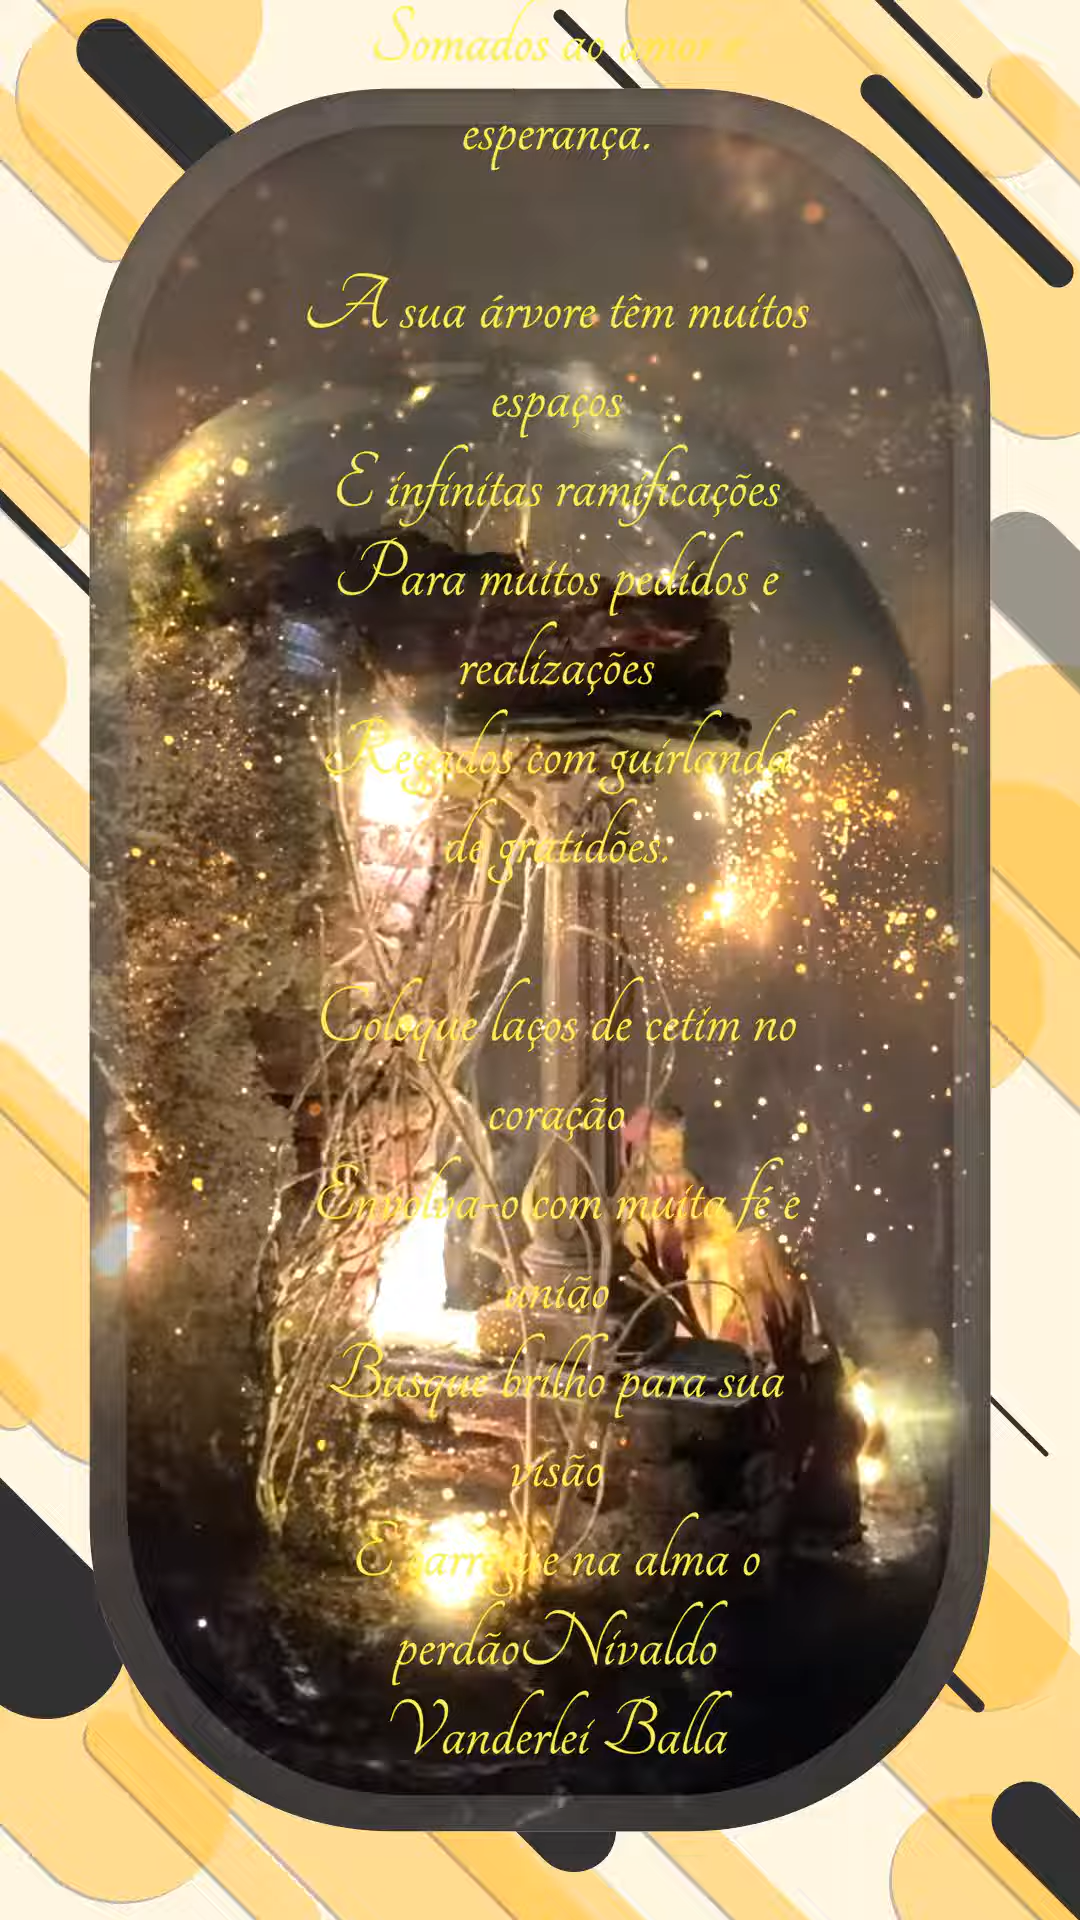 Somados ao amor e
esperança.
A sua árvore têm muitos
espaços
E infinitas ramificações
Para muitos pedidos e
realizações
Regados com guirlanda
de gratidões.
Coloque laços de cetim no
coração
Envolva-o com muita fé e
união
Busque brilho para sua
visão
E carregue na alma o
perdãoNivaldo
Vanderlei Balla